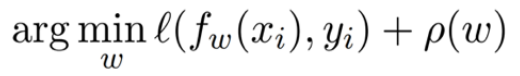 arg min_w ℓ(f_w(x_i), y_i) + ρ(w)